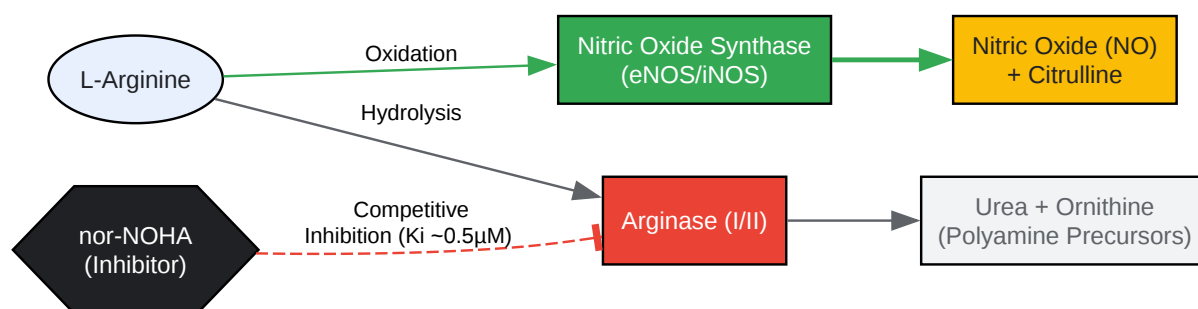 L-Arginine
Oxidation
Nitric Oxide Synthase
(eNOS/iNOS)
Nitric Oxide (NO)
+ Citrulline
Hydrolysis
nor-NOHA
(Inhibitor)
Competitive
Inhibition (Ki ~0.5μM)
Arginase (I/II)
Urea + Ornithine
(Polyamine Precursors)